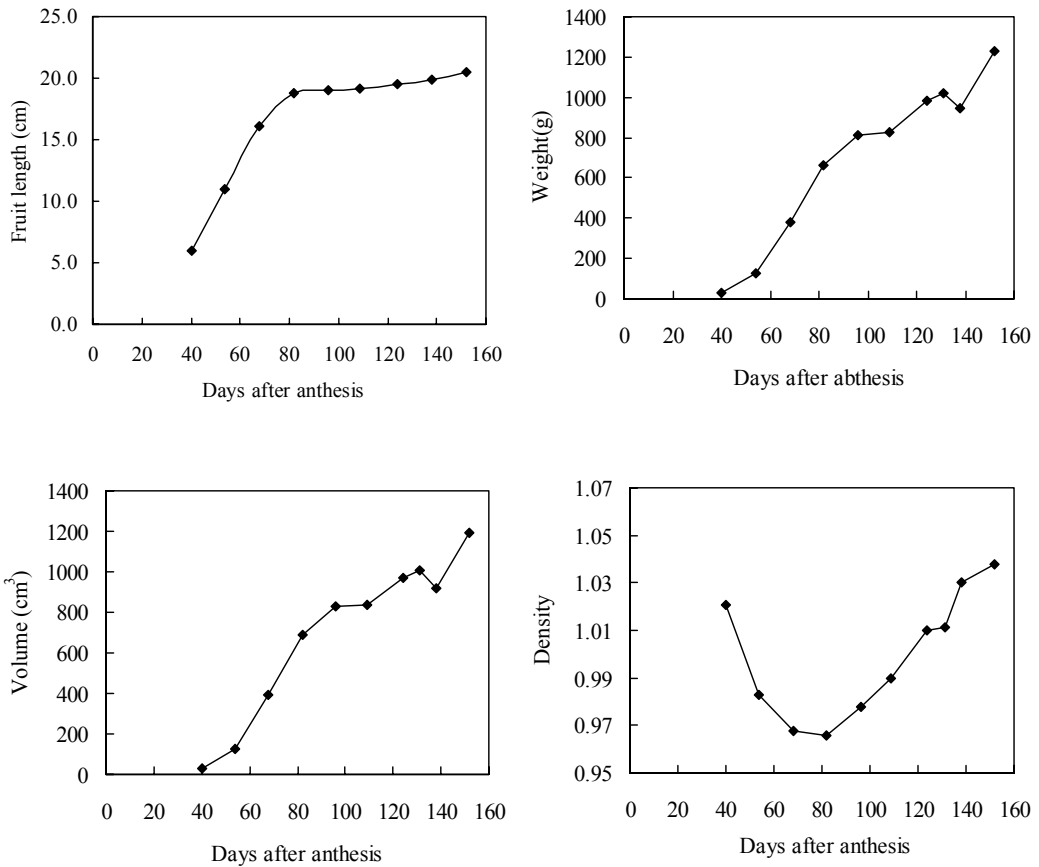 25.0
20.0
15.0
10.0
5.0
0.0
0 20 40 60 80 100 120 140 160
Fruit length (cm)
Days after anthesis
1400
1200
1000
800
600
400
200
0
0 20 40 60 80 100 120 140 160
Weight(g)
Days after abthesis
1400
1200
1000
800
600
400
200
0
0 20 40 60 80 100 120 140 160
Volume (cm³)
Days after anthesis
1.07
1.05
1.03
1.01
0.99
0.97
0.95
0 20 40 60 80 100 120 140 160
Density
Days after anthesis